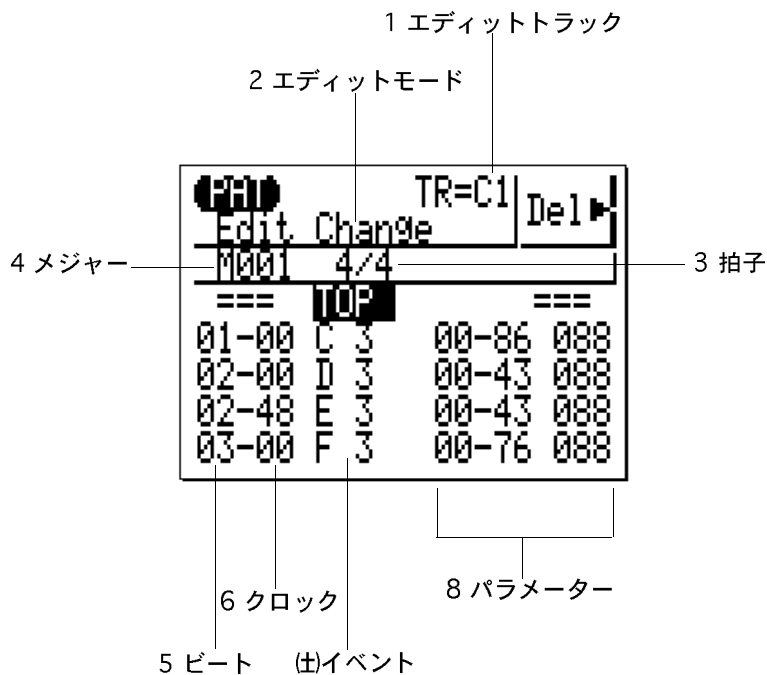 1 エディットトラック
2 エディットモード
PAT TR=C1 Del
Edit Change
4 メジャー M001 4/4 3 拍子
=== TOP ===
01-00 C 3 00-86 088
02-00 D 3 00-43 088
02-48 E 3 00-43 088
03-00 F 3 00-76 088
8 パラメーター
6 クロック
5 ビート ㈯イベント